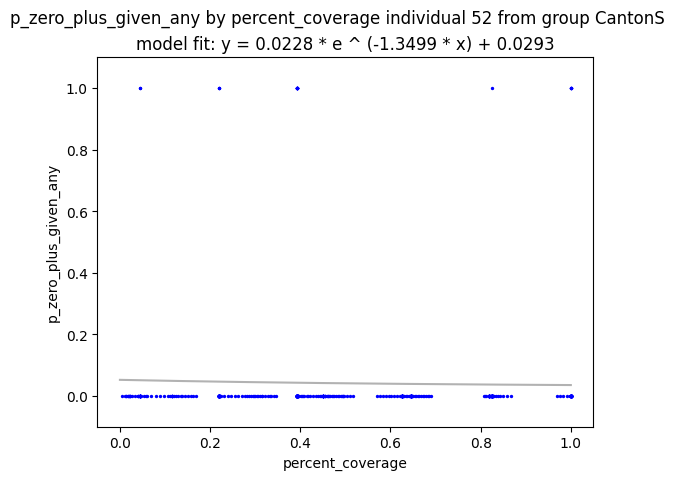 p_zero_plus_given_any by percent_coverage individual 52 from group CantonS
model fit: y = 0.0228 * e ^ (-1.3499 * x) + 0.0293
1.0
0.8
0.6
0.4
0.2
0.0
p_zero_plus_given_any
0.0 0.2 0.4 0.6 0.8 1.0
percent_coverage